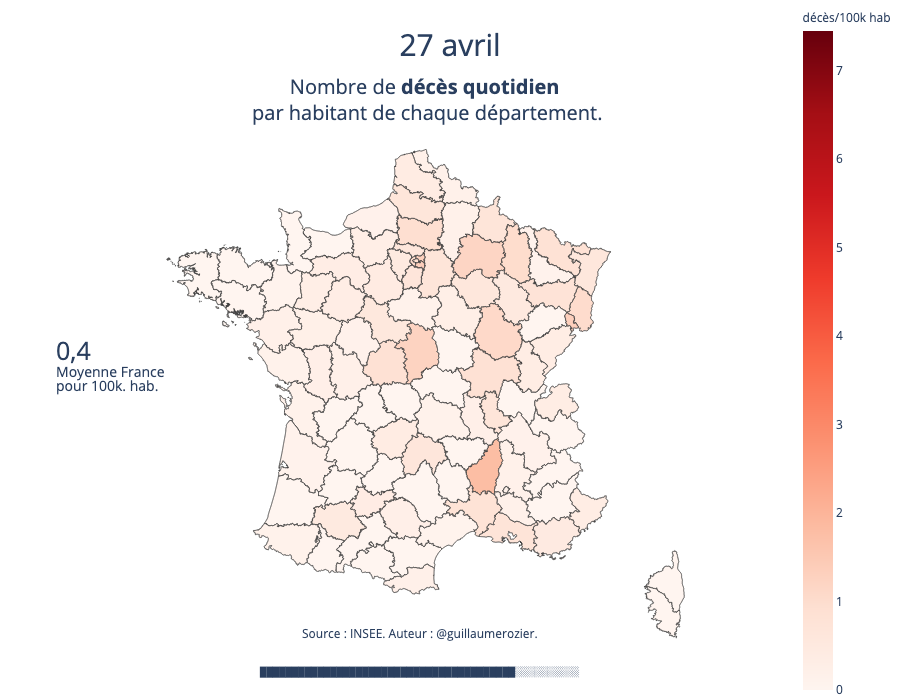 décès/100k hab
27 avril
Nombre de décès quotidien
par habitant de chaque département.
7
6
5
4
3
2
1
0
0,4
Moyenne France
pour 100k. hab.
Source : INSEE. Auteur : @guillaumerozier.